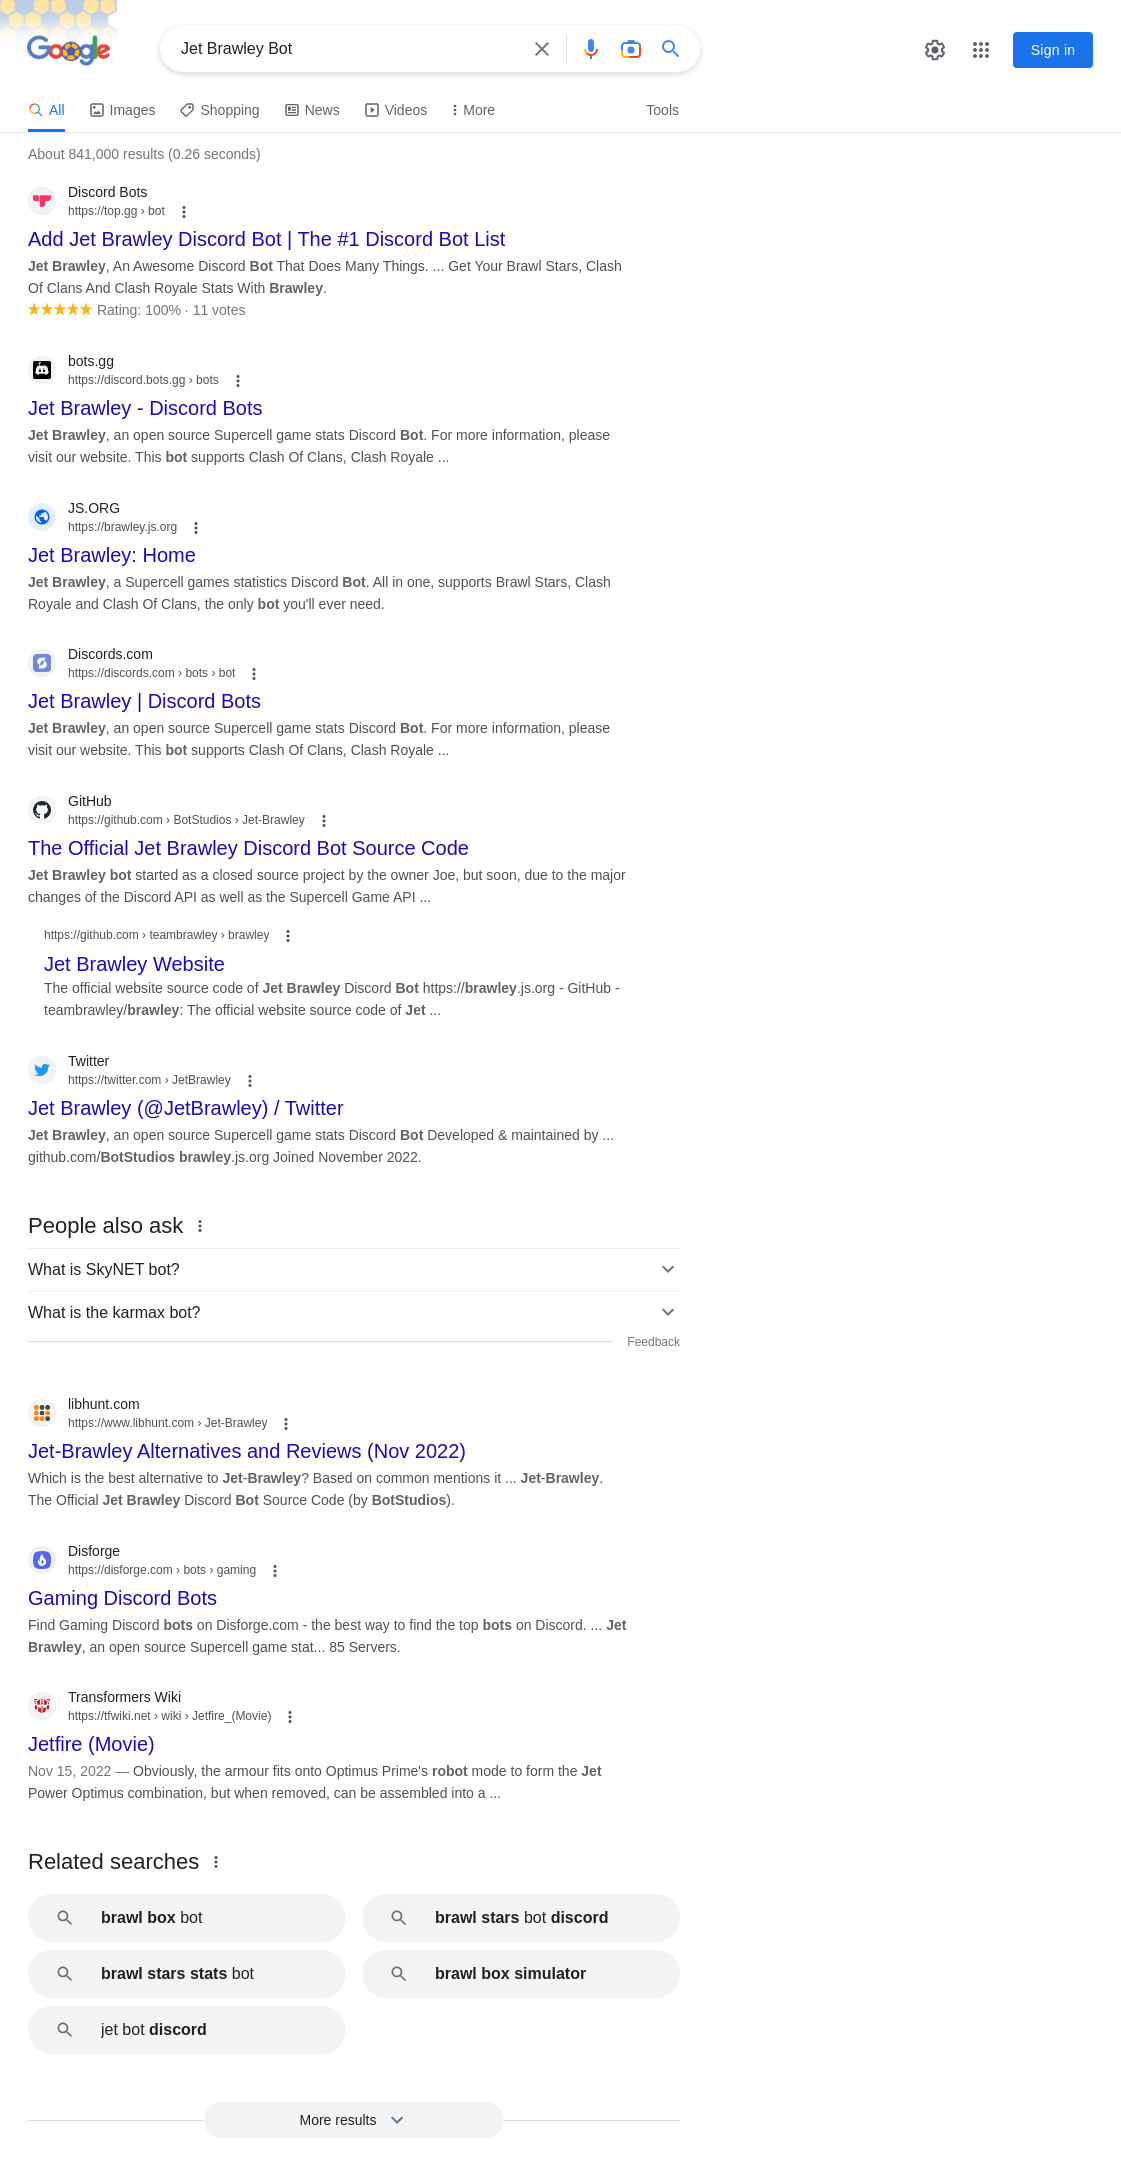 Google
Jet Brawley Bot
Sign in
All
Images
Shopping
News
Videos
More
Tools
About 841,000 results (0.26 seconds)
Discord Bots
https://top.gg › bot
Add Jet Brawley Discord Bot | The #1 Discord Bot List
Jet Brawley, An Awesome Discord Bot That Does Many Things. ... Get Your Brawl Stars, Clash
Of Clans And Clash Royale Stats With Brawley.
Rating: 100% · 11 votes
bots.gg
https://discord.bots.gg › bots
Jet Brawley - Discord Bots
Jet Brawley, an open source Supercell game stats Discord Bot. For more information, please
visit our website. This bot supports Clash Of Clans, Clash Royale ...
JS.ORG
https://brawley.js.org
Jet Brawley: Home
Jet Brawley, a Supercell games statistics Discord Bot. All in one, supports Brawl Stars, Clash
Royale and Clash Of Clans, the only bot you'll ever need.
Discords.com
https://discords.com › bots › bot
Jet Brawley | Discord Bots
Jet Brawley, an open source Supercell game stats Discord Bot. For more information, please
visit our website. This bot supports Clash Of Clans, Clash Royale ...
GitHub
https://github.com › BotStudios › Jet-Brawley
The Official Jet Brawley Discord Bot Source Code
Jet Brawley bot started as a closed source project by the owner Joe, but soon, due to the major
changes of the Discord API as well as the Supercell Game API ...
https://github.com › teambrawley › brawley
Jet Brawley Website
The official website source code of Jet Brawley Discord Bot https://brawley.js.org - GitHub -
teambrawley/brawley: The official website source code of Jet ...
Twitter
https://twitter.com › JetBrawley
Jet Brawley (@JetBrawley) / Twitter
Jet Brawley, an open source Supercell game stats Discord Bot Developed & maintained by ...
github.com/BotStudios brawley.js.org Joined November 2022.
People also ask
What is SkyNET bot?
What is the karmax bot?
Feedback
libhunt.com
https://www.libhunt.com › Jet-Brawley
Jet-Brawley Alternatives and Reviews (Nov 2022)
Which is the best alternative to Jet-Brawley? Based on common mentions it ... Jet-Brawley.
The Official Jet Brawley Discord Bot Source Code (by BotStudios).
Disforge
https://disforge.com › bots › gaming
Gaming Discord Bots
Find Gaming Discord bots on Disforge.com - the best way to find the top bots on Discord. ... Jet
Brawley, an open source Supercell game stat... 85 Servers.
Transformers Wiki
https://tfwiki.net › wiki › Jetfire_(Movie)
Jetfire (Movie)
Nov 15, 2022 — Obviously, the armour fits onto Optimus Prime's robot mode to form the Jet
Power Optimus combination, but when removed, can be assembled into a ...
Related searches
brawl box bot
brawl stars bot discord
brawl stars stats bot
brawl box simulator
jet bot discord
More results